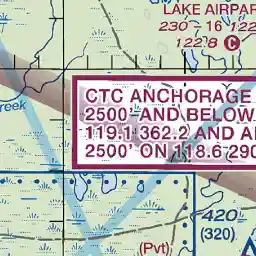 LAKE AIRPAR
230 - 16 122
122.8 C
CTC ANCHORAGE
2500' AND BELOW
119.1 362.2 AND A
2500' ON 118.6 290
reek
420
(320)
(Pvt)